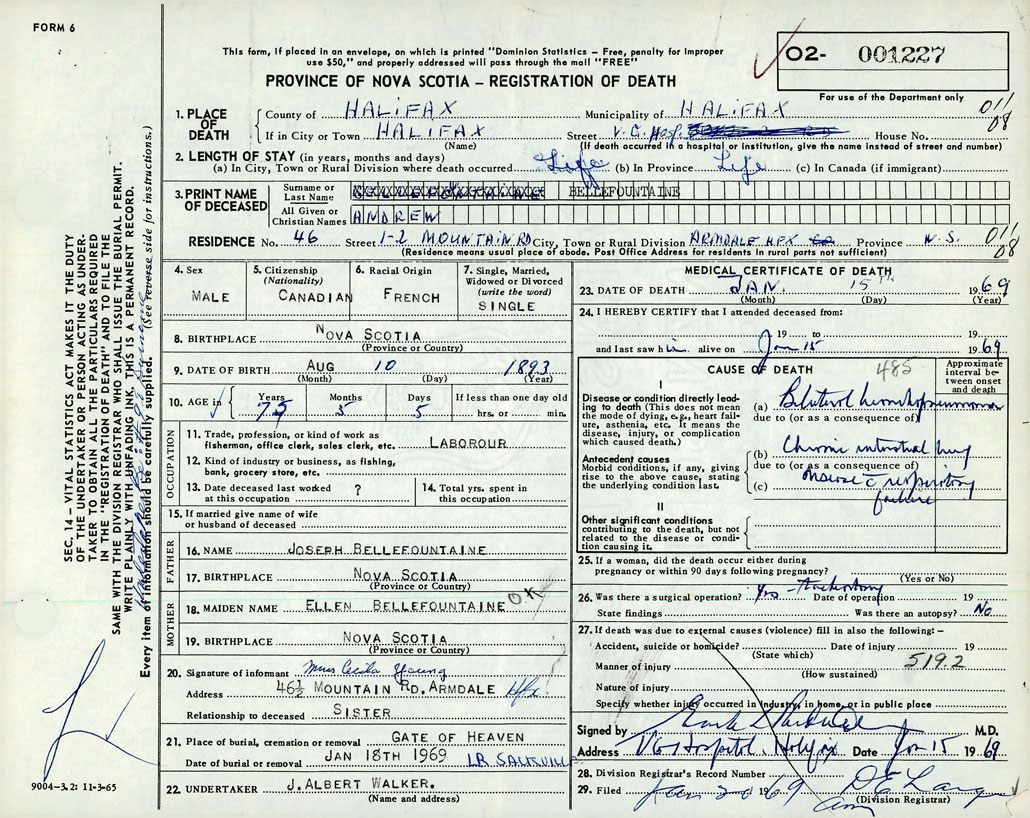 FORM 6
This form, if placed in an envelope, on which is printed "Dominion Statistics – Free, penalty for improper
use $50," and properly addressed will pass through the mail "FREE"
PROVINCE OF NOVA SCOTIA – REGISTRATION OF DEATH
O2- 001227
For use of the Department only
1. PLACE OF DEATH
County of HALIFAX Municipality of HALIFAX 011/08
If in City or Town HALIFAX Street V.G. Hosp. House No.
(Name) (If death occurred in a hospital or institution, give the name instead of street and number)
2. LENGTH OF STAY (in years, months and days)
(a) In City, Town or Rural Division where death occurred Life (b) In Province Life (c) In Canada (if immigrant)
3. PRINT NAME OF DECEASED
Surname or Last Name BELLEFOUNTAINE
All Given or Christian Names ANDREW
RESIDENCE No. 46 Street 1-2 MOUNTAIN RD City, Town or Rural Division ARMDALE HFX Province N.S. 011/08
(Residence means usual place of abode. Post Office Address for residents in rural parts not sufficient)
4. Sex MALE
5. Citizenship (Nationality) CANADIAN
6. Racial Origin FRENCH
7. Single, Married, Widowed or Divorced (write the word) SINGLE
8. BIRTHPLACE NOVA SCOTIA
(Province or Country)
9. DATE OF BIRTH AUG 10 1893
(Month) (Day) (Year)
10. AGE in Years 75 Months 5 Days 5 If less than one day old hrs. or min.
OCCUPATION
11. Trade, profession, or kind of work as fisherman, office clerk, sales clerk, etc. LABOROUR
12. Kind of industry or business, as fishing, bank, grocery store, etc.
13. Date deceased last worked at this occupation ?
14. Total yrs. spent in this occupation
15. If married give name of wife or husband of deceased
FATHER
16. NAME JOSEPH BELLEFOUNTAINE
17. BIRTHPLACE NOVA SCOTIA
(Province or Country)
MOTHER
18. MAIDEN NAME ELLEN BELLEFOUNTAINE OK
19. BIRTHPLACE NOVA SCOTIA
(Province or Country)
20. Signature of informant Miss Cecila Young
Address 46½ MOUNTAIN RD. ARMDALE Hfx
Relationship to deceased SISTER
21. Place of burial, cremation or removal GATE OF HEAVEN
Date of burial or removal JAN 18TH 1969 LR SACKVILLE
22. UNDERTAKER J. ALBERT WALKER.
(Name and address)
MEDICAL CERTIFICATE OF DEATH
23. DATE OF DEATH JAN. 15TH 1969
(Month) (Day) (Year)
24. I HEREBY CERTIFY that I attended deceased from:
19 to 19
and last saw him alive on Jan 15 1969
CAUSE OF DEATH 485
Approximate interval between onset and death
I
Disease or condition directly leading to death (This does not mean the mode of dying, e.g., heart failure, asthenia, etc. It means the disease, injury, or complication which caused death.)
(a) Bilateral bronchopneumonia
due to (or as a consequence of)
Antecedent causes
Morbid conditions, if any, giving rise to the above cause, stating the underlying condition last.
(b) Chronic interstitial lung
due to (or as a consequence of)
(c) disease c respiratory
failure
II
Other significant conditions
contributing to the death, but not related to the disease or condition causing it.
25. If a woman, did the death occur either during pregnancy or within 90 days following pregnancy?
(Yes or No)
26. Was there a surgical operation? Yes – Tracheotomy Date of operation 19
State findings Was there an autopsy? No
27. If death was due to external causes (violence) fill in also the following: –
Accident, suicide or homicide? Date of injury 19
(State which)
Manner of injury 519.2
(How sustained)
Nature of injury
Specify whether injury occurred in industry, in home, or in public place
Signed by M.D.
Address V.G. Hospital. Halifax Date Jan 15 1969
28. Division Registrar's Record Number
29. Filed Jan 20 1969
(Division Registrar)
SEC. 14 – VITAL STATISTICS ACT MAKES IT THE DUTY
OF THE UNDERTAKER OR PERSON ACTING AS UNDER-
TAKER TO OBTAIN ALL THE PARTICULARS REQUIRED
IN THE "REGISTRATION OF DEATH" AND TO FILE THE
SAME WITH THE DIVISION REGISTRAR WHO SHALL ISSUE THE BURIAL PERMIT.
WRITE PLAINLY WITH UNFADING INK. THIS IS A PERMANENT RECORD.
Every item of information should be carefully supplied. (See reverse side for instructions.)
9004-3.2: 11-3-65